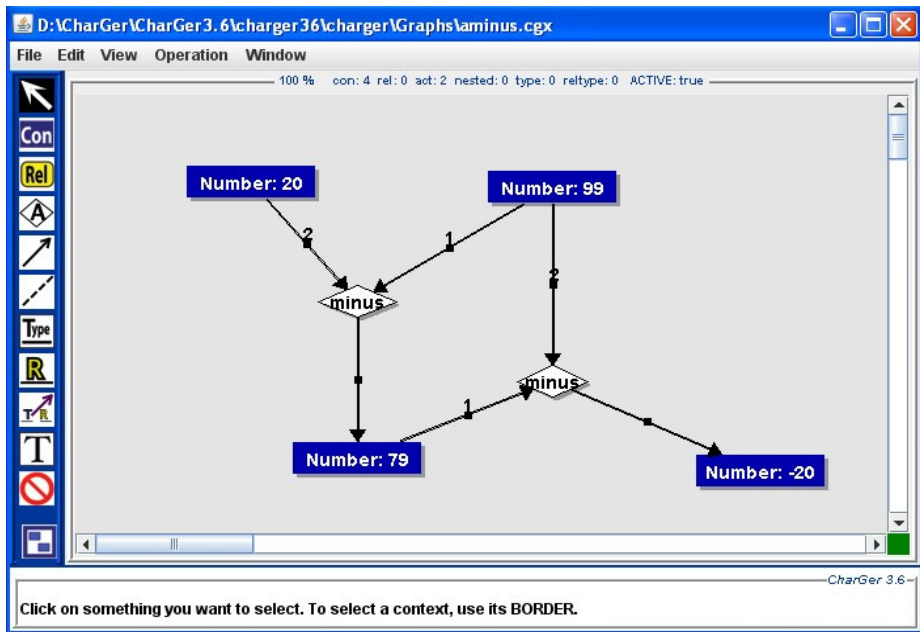 D:\CharGer\CharGer3.6\charger36\charger\Graphs\aminus.cgx
File Edit View Operation Window
100 % con: 4 rel: 0 act: 2 nested: 0 type: 0 reltype: 0 ACTIVE: true
Con
Rel
A
Type
R
T/R
T
Number: 20
Number: 99
2
1
2
minus
minus
1
Number: 79
Number: -20
CharGer 3.6
Click on something you want to select. To select a context, use its BORDER.